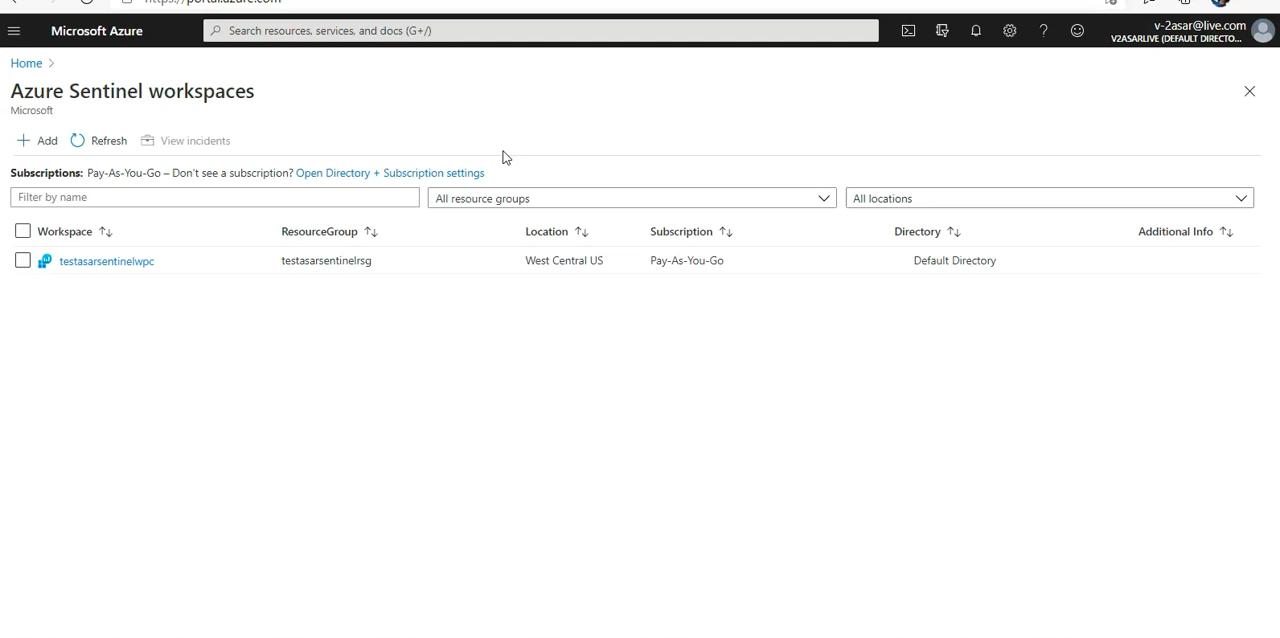 https://portal.azure.com
Microsoft Azure
Search resources, services, and docs (G+/)
v-2asar@live.com
V2ASARLIVE (DEFAULT DIRECTO...
Home
Azure Sentinel workspaces
Microsoft
Add Refresh View incidents
Subscriptions: Pay-As-You-Go – Don't see a subscription? Open Directory + Subscription settings
Filter by name All resource groups All locations
Workspace ResourceGroup Location Subscription Directory Additional Info
testasarsentinelwpc testasarsentinelrsg West Central US Pay-As-You-Go Default Directory